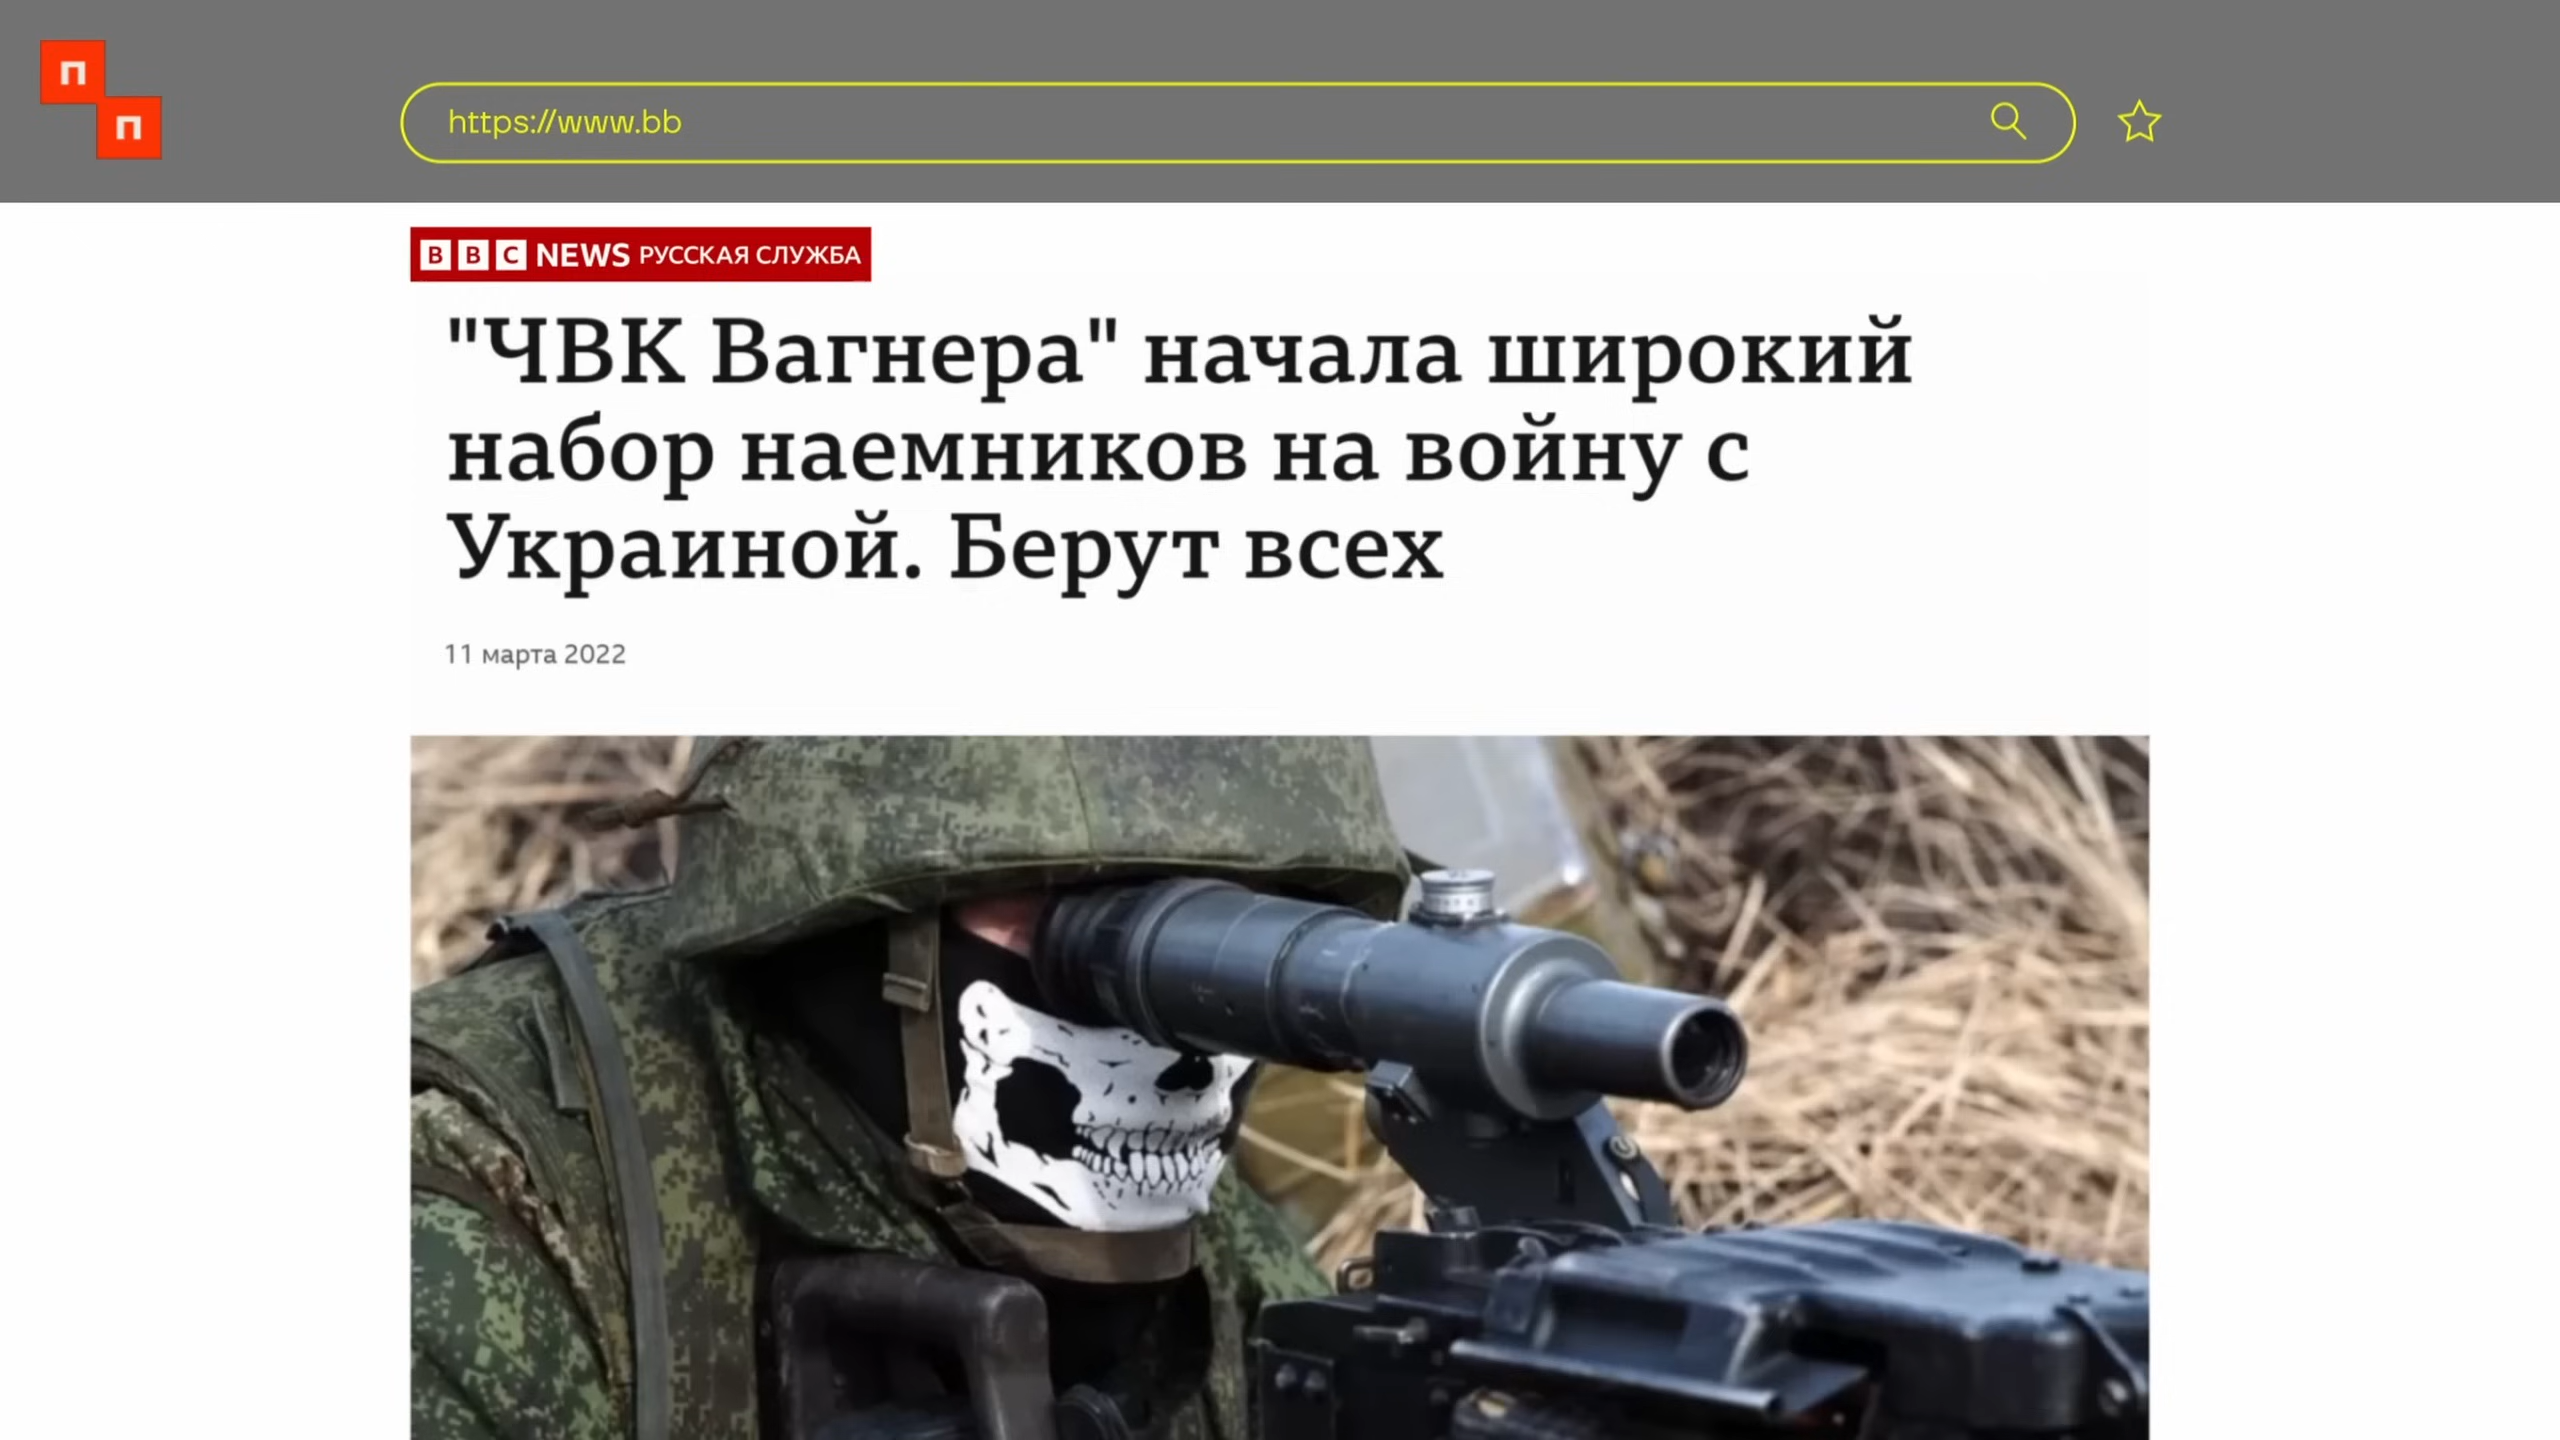 П
П
https://www.bb
BBC NEWS РУССКАЯ СЛУЖБА
"ЧВК Вагнера" начала широкий
набор наемников на войну с
Украиной. Берут всех
11 марта 2022